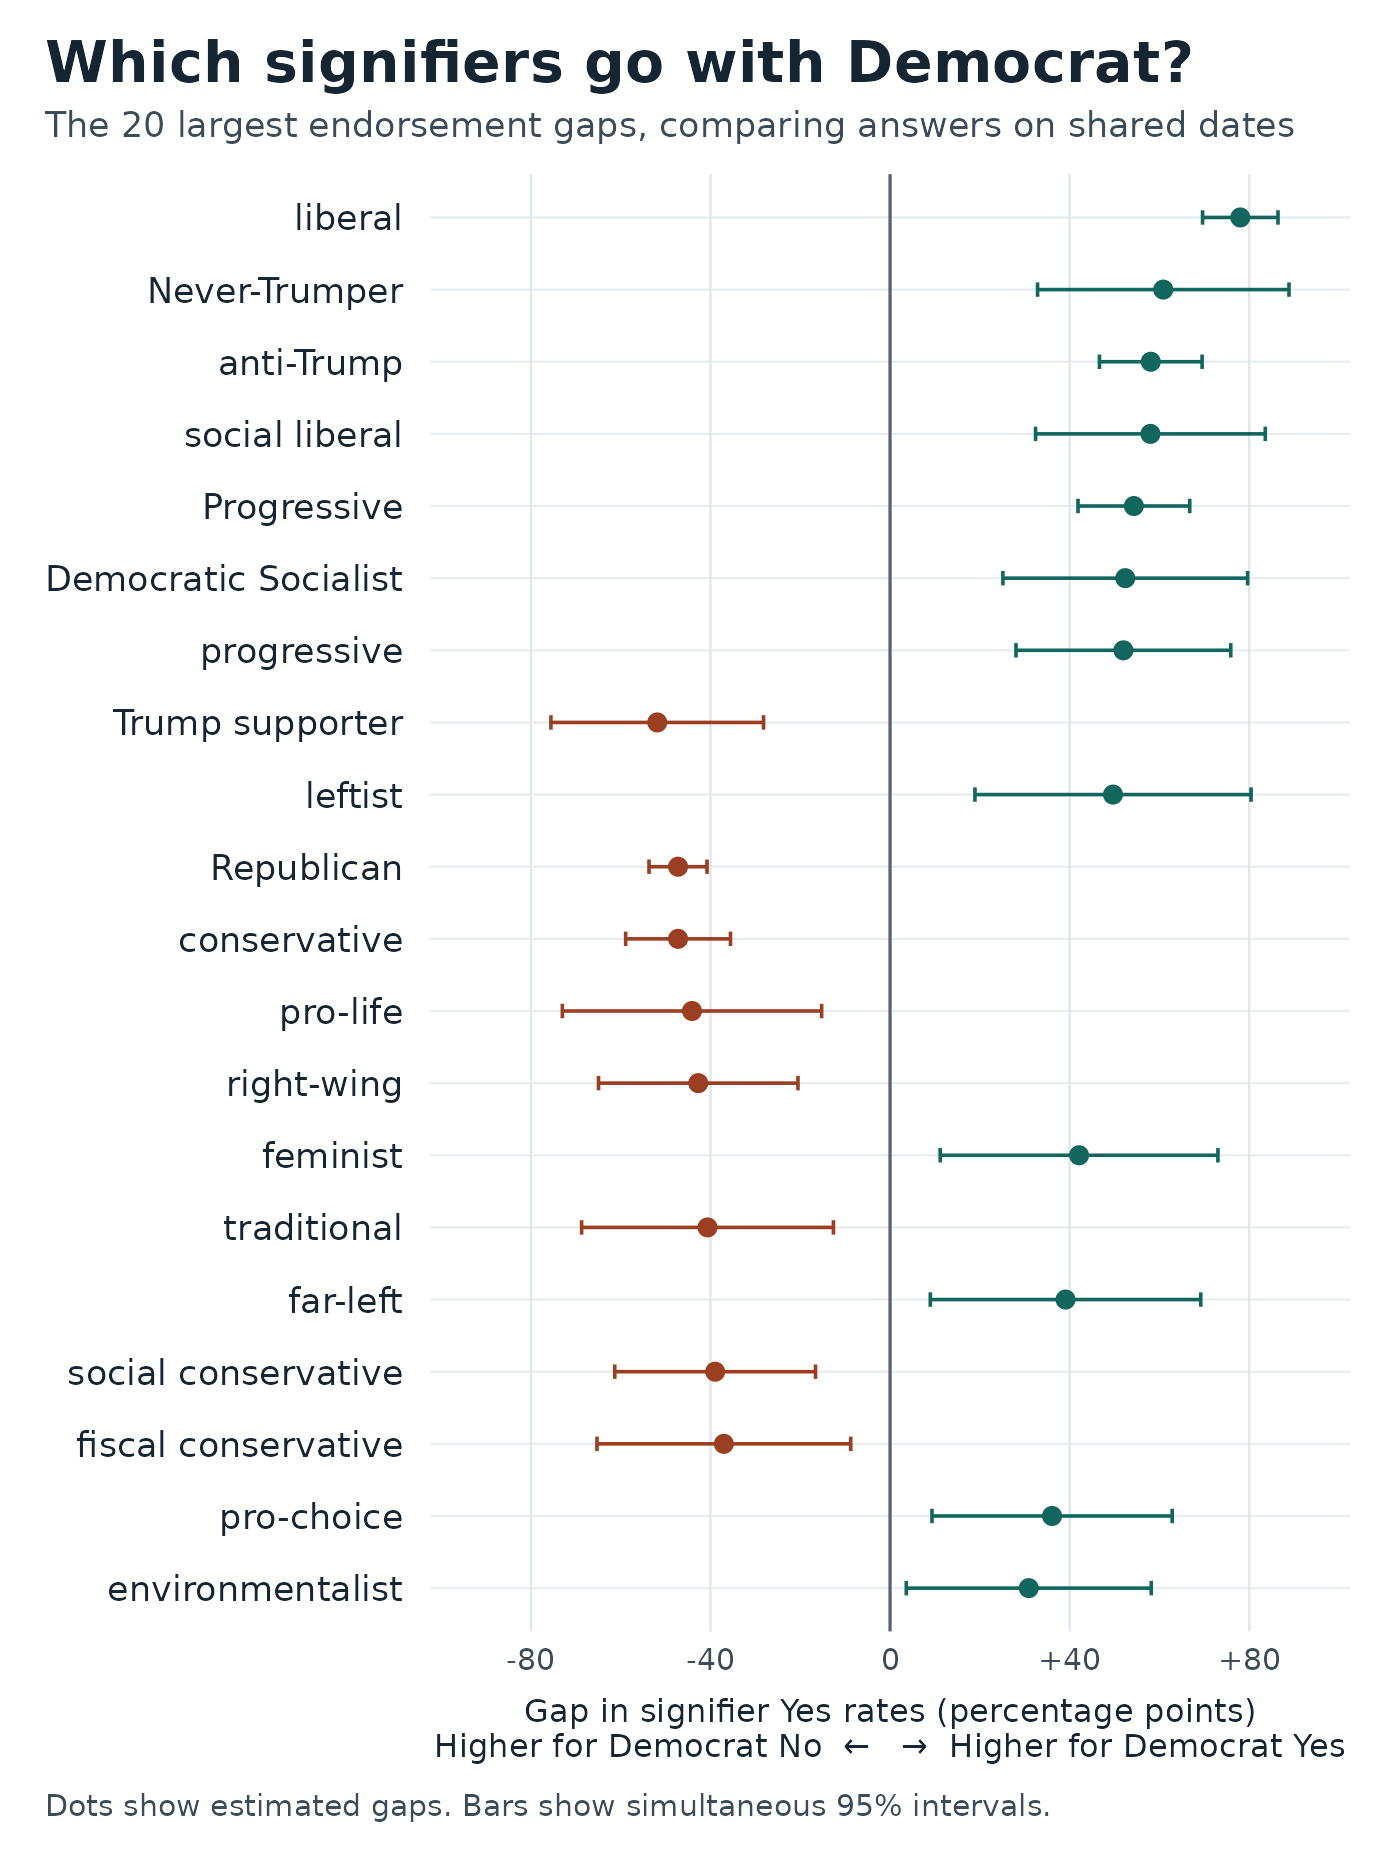 Which signifiers go with Democrat?
The 20 largest endorsement gaps, comparing answers on shared dates
liberal
Never-Trumper
anti-Trump
social liberal
Progressive
Democratic Socialist
progressive
Trump supporter
leftist
Republican
conservative
pro-life
right-wing
feminist
traditional
far-left
social conservative
fiscal conservative
pro-choice
environmentalist
-80 -40 0 +40 +80
Gap in signifier Yes rates (percentage points)
Higher for Democrat No ← → Higher for Democrat Yes
Dots show estimated gaps. Bars show simultaneous 95% intervals.